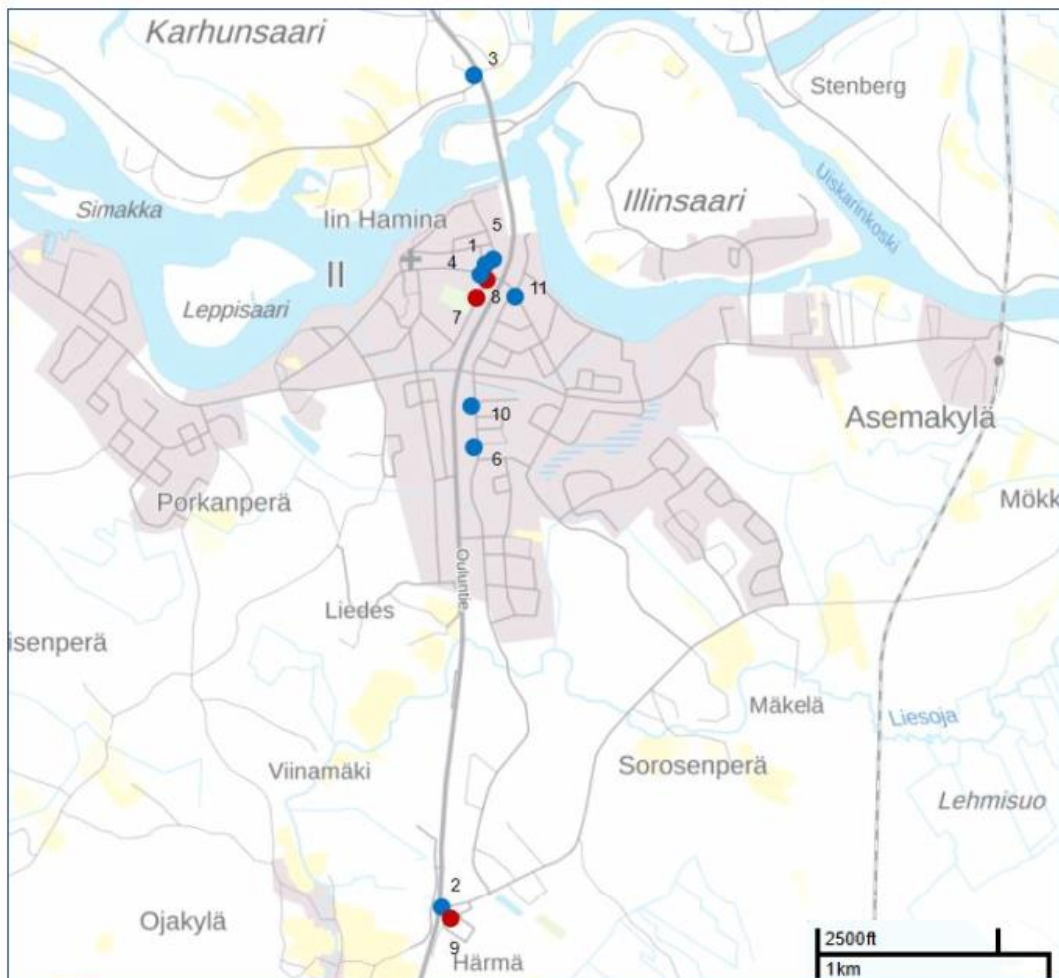 Karhunsaari
3
Stenberg
Uiskarinkoski
Simakka
Iin Hamina
Illinsaari
5
1
4
II
Leppisaari
8
11
7
10
Asemakylä
6
Porkanperä
Mökk
Ouluntie
Liedes
isenperä
Mäkelä
Liesoja
Viinamäki
Sorosenperä
Lehmisuo
2
Ojakylä
9
Härmä
2500ft
1km